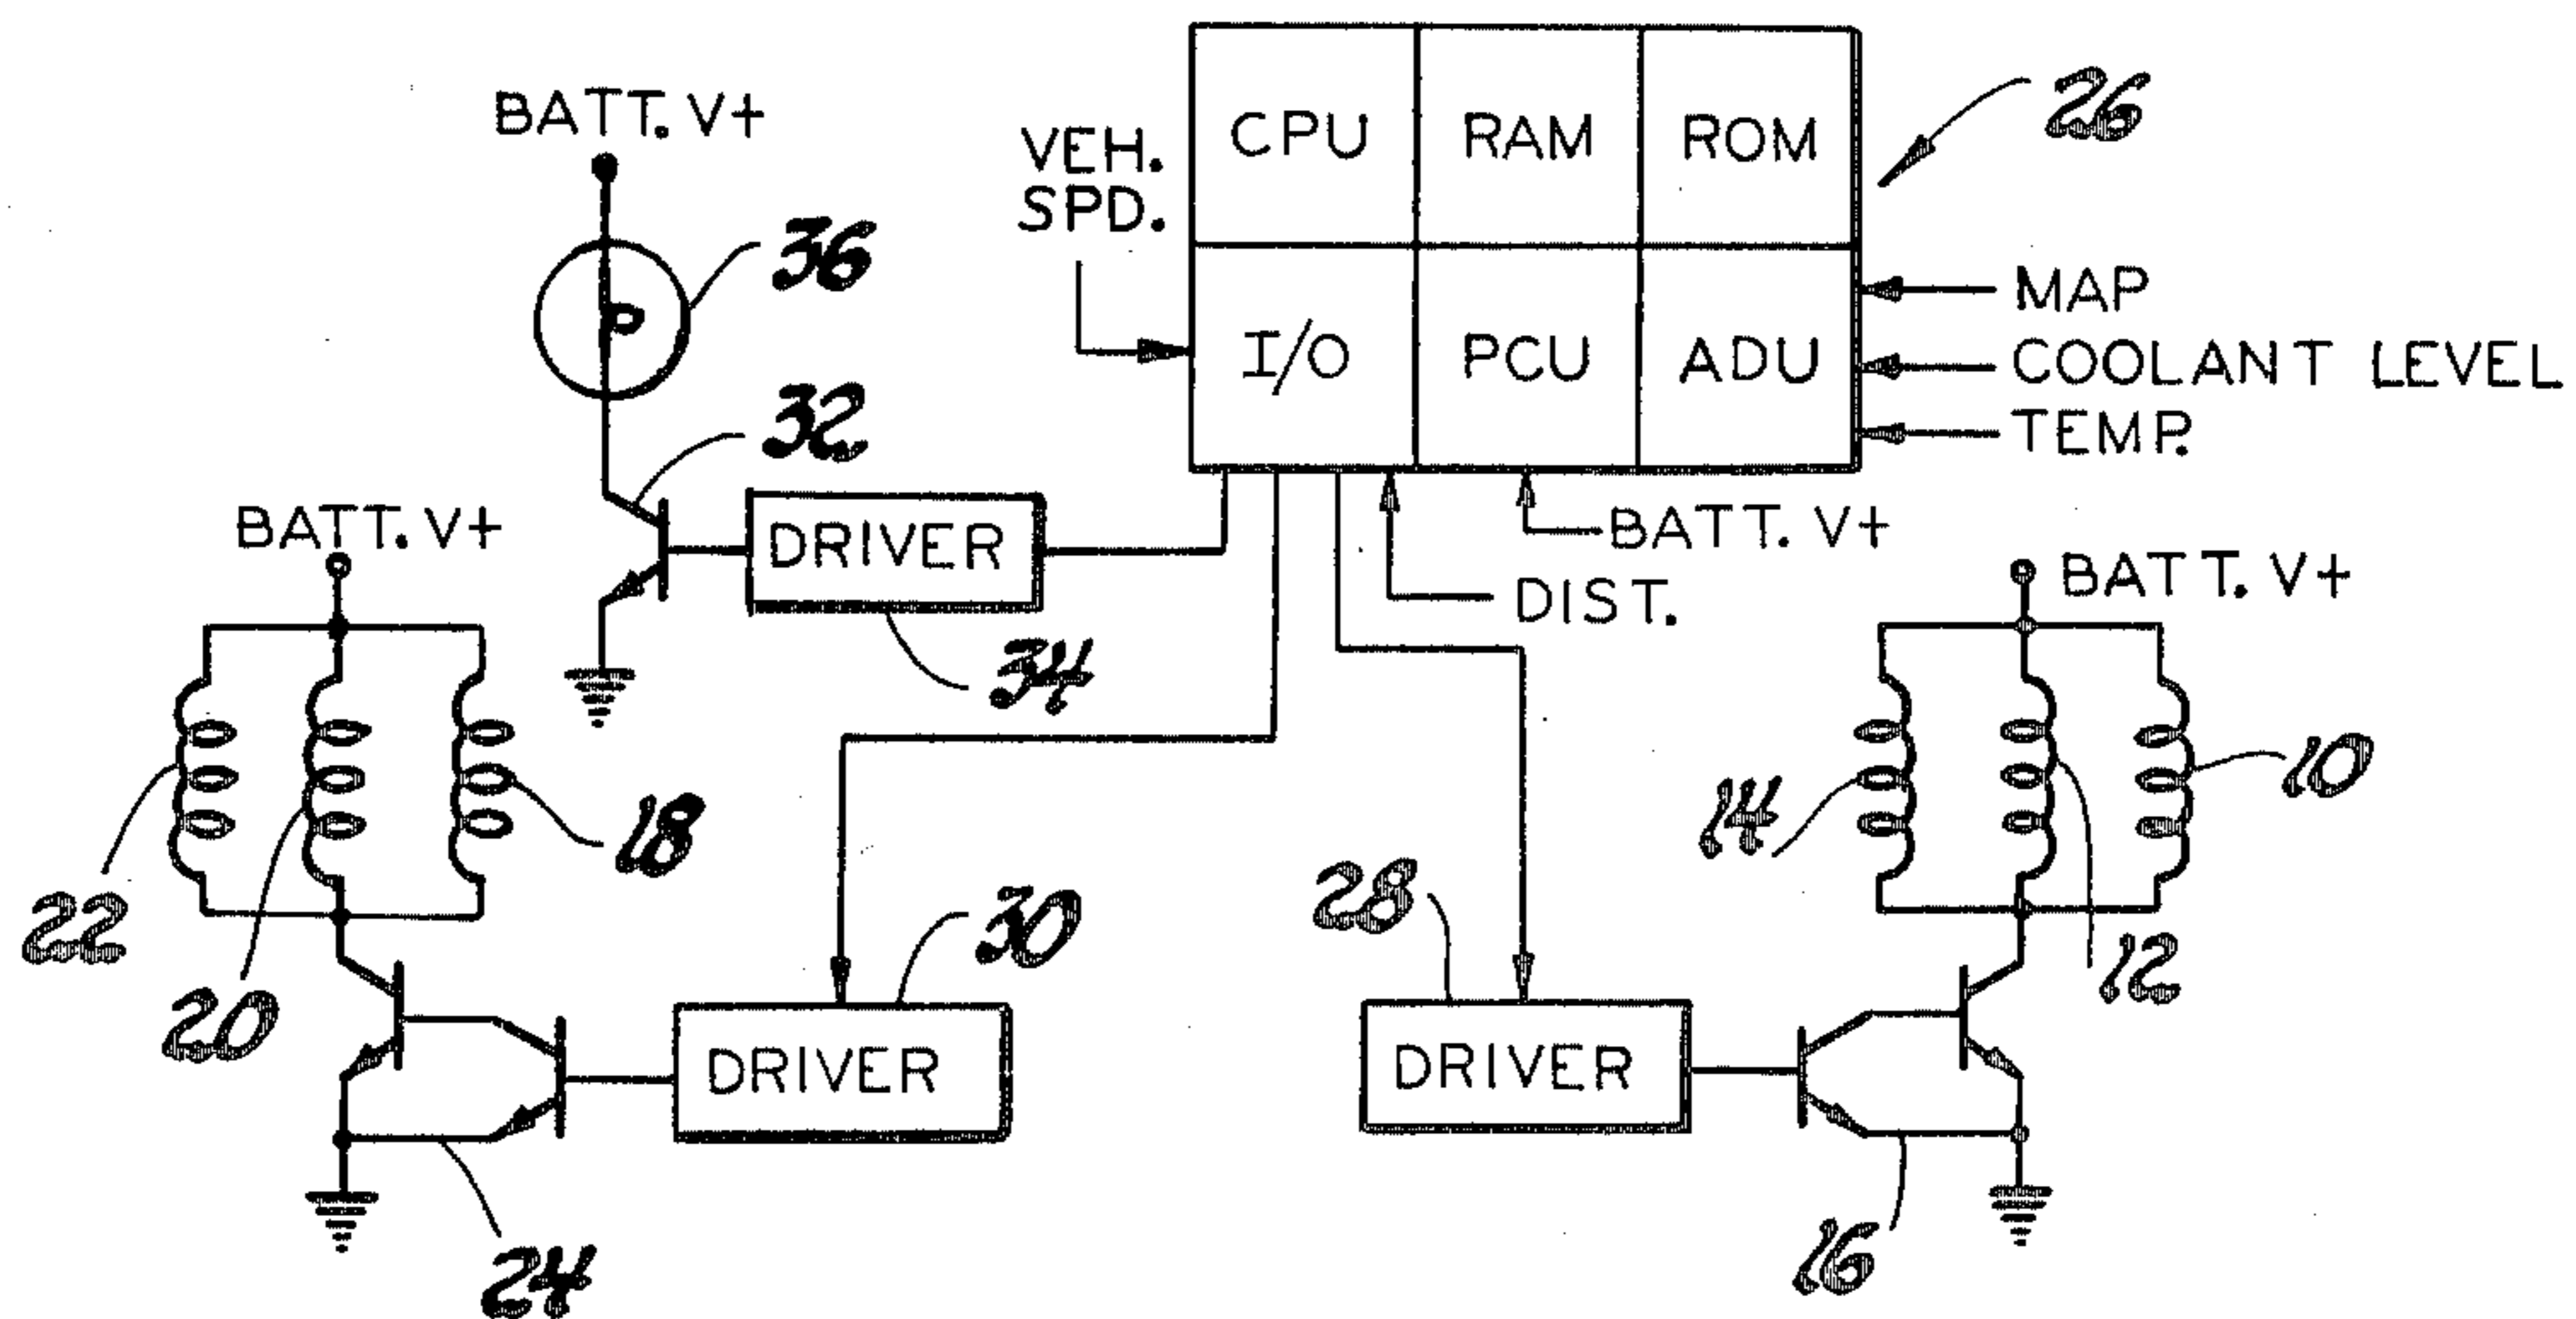 BATT. V+
VEH.
SPD.
CPU
RAM
ROM
26
36
I/O
PCU
ADU
MAP
COOLANT LEVEL
TEMP.
32
BATT. V+
DRIVER
BATT. V+
DIST.
BATT. V+
34
22
20
18
14
12
10
30
28
DRIVER
DRIVER
24
16